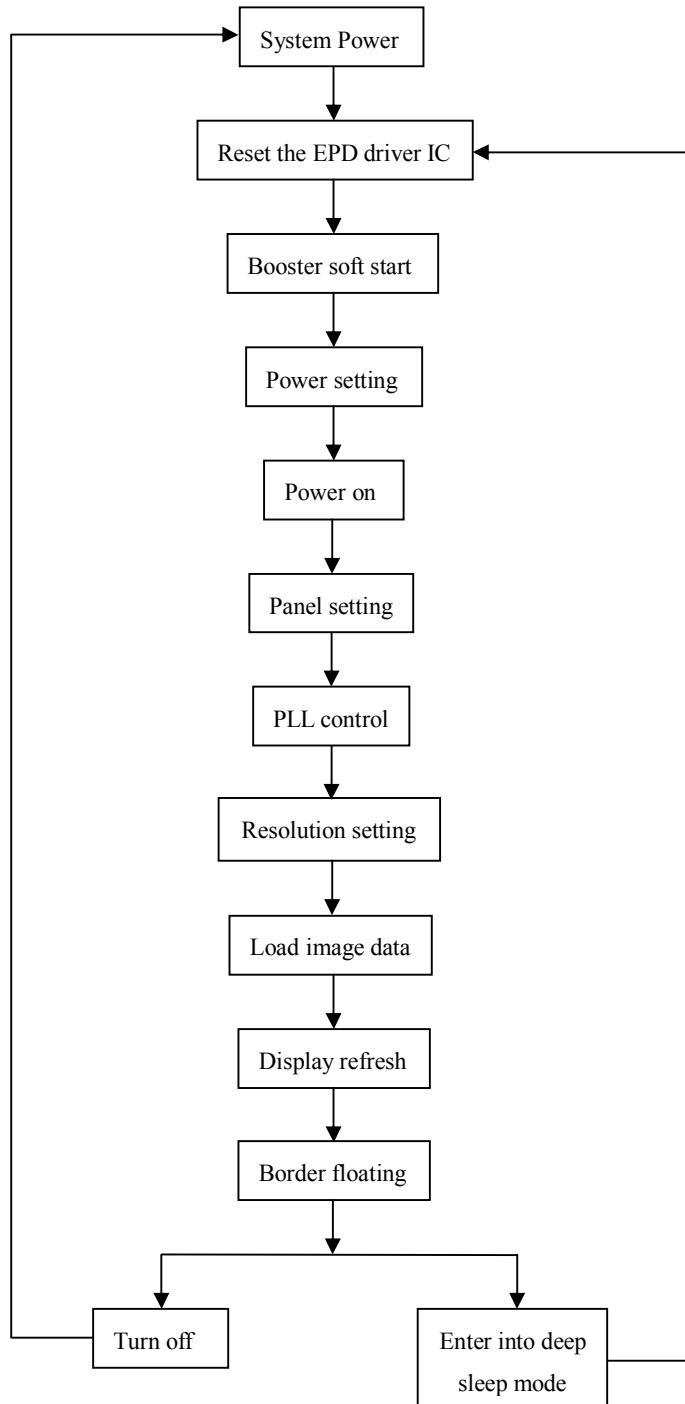 System Power
Reset the EPD driver IC
Booster soft start
Power setting
Power on
Panel setting
PLL control
Resolution setting
Load image data
Display refresh
Border floating
Turn off
Enter into deep
sleep mode